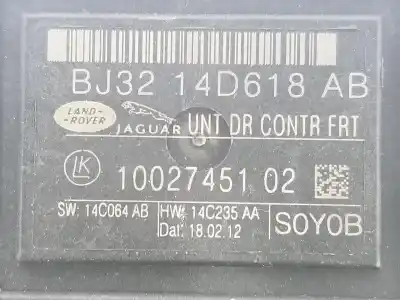 BJ32 14D618 AB
LAND-ROVER
JAGUAR UNT DR CONTR FRT
LK 10027451 02
SW: 14C064 AB HW: 14C235 AA
Dat: 18.02.12
SOYOB